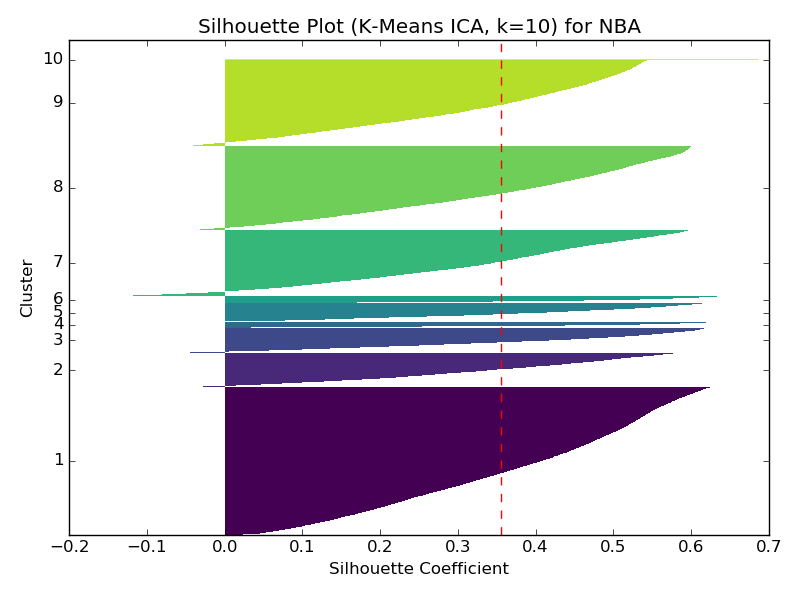 Silhouette Plot (K-Means ICA, k=10) for NBA
10
9
8
7
6
5
4
3
2
1
Cluster
−0.2 −0.1 0.0 0.1 0.2 0.3 0.4 0.5 0.6 0.7
Silhouette Coefficient